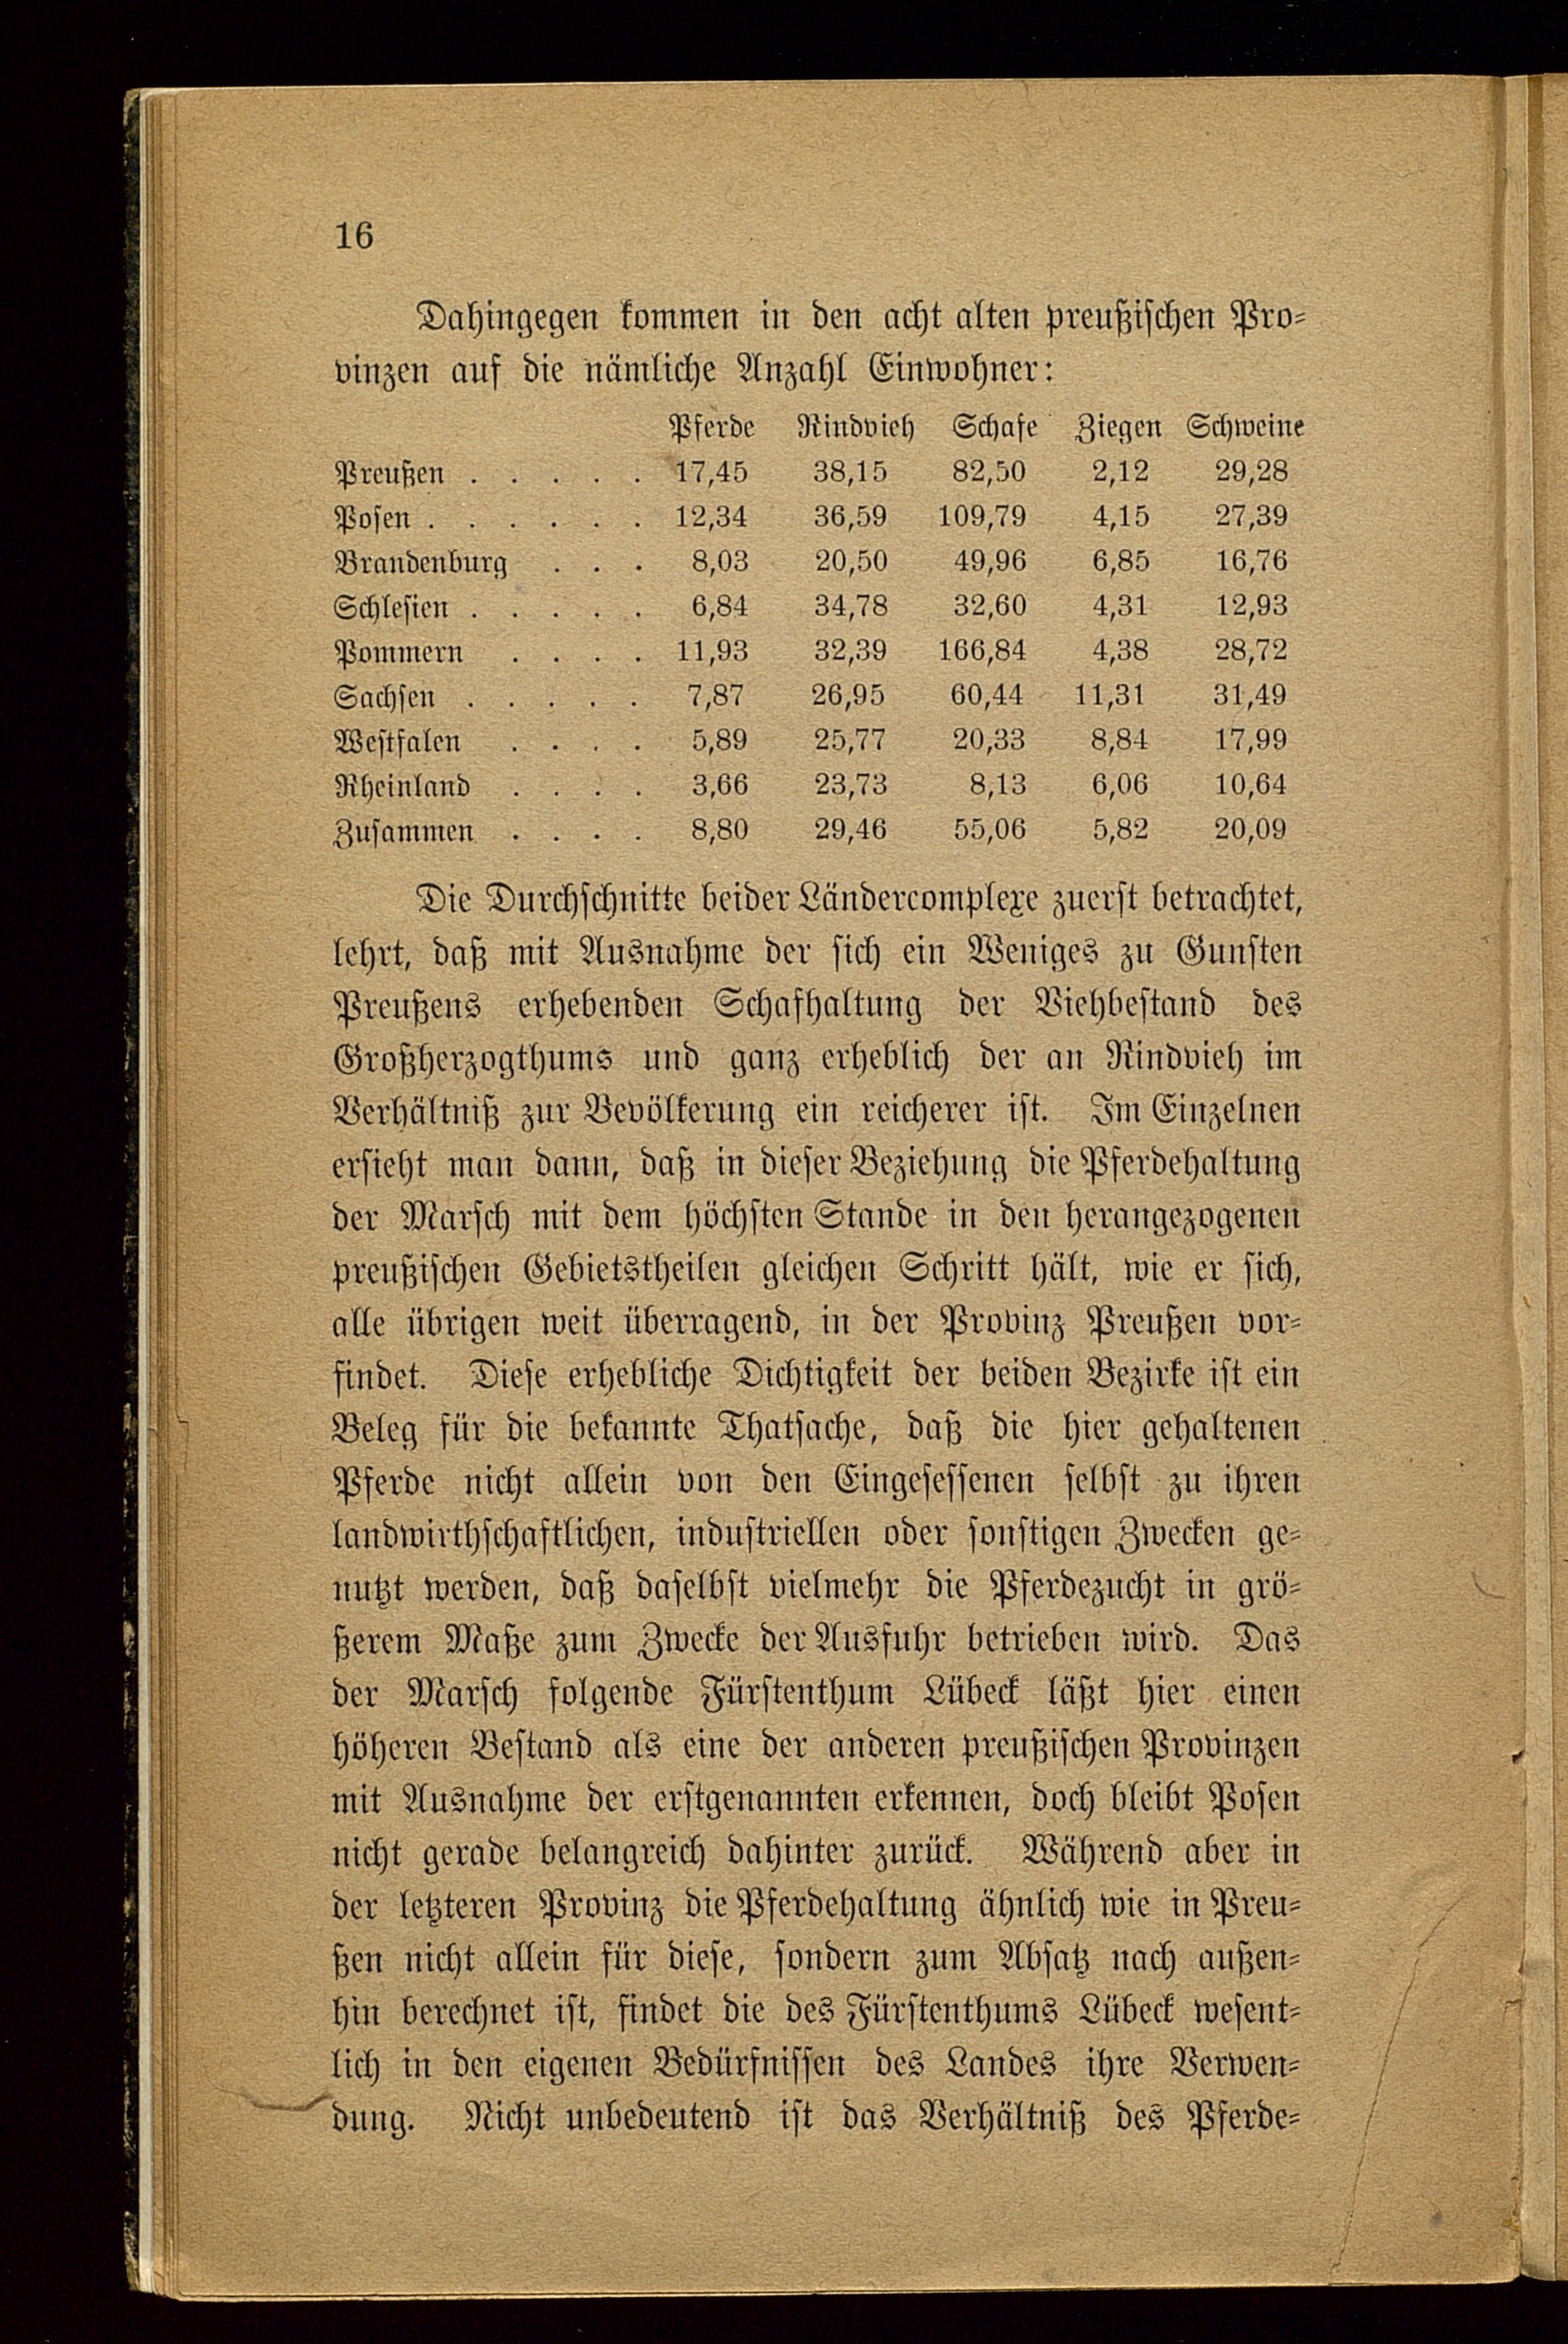 16
Dahingegen kommen in den acht alten preußischen Pro-
vinzen auf die nämliche Anzahl Einwohner:
Pferde Rindvieh Schafe Ziegen Schweine
Preußen . . . . . 17,45 38,15 82,50 2,12 29,28
Posen . . . . . . 12,34 36,59 109,79 4,15 27,39
Brandenburg . . . 8,03 20,50 49,96 6,85 16,76
Schlesien . . . . . 6,84 34,78 32,60 4,31 12,93
Pommern . . . . 11,93 32,39 166,84 4,38 28,72
Sachsen . . . . . 7,87 26,95 60,44 11,31 31,49
Westfalen . . . . 5,89 25,77 20,33 8,84 17,99
Rheinland . . . . 3,66 23,73 8,13 6,06 10,64
Zusammen . . . . 8,80 29,46 55,06 5,82 20,09
Die Durchschnitte beider Ländercomplexe zuerst betrachtet,
lehrt, daß mit Ausnahme der sich ein Weniges zu Gunsten
Preußens erhebenden Schafhaltung der Viehbestand des
Großherzogthums und ganz erheblich der an Rindvieh im
Verhältniß zur Bevölkerung ein reicherer ist. Im Einzelnen
ersieht man dann, daß in dieser Beziehung die Pferdehaltung
der Marsch mit dem höchsten Stande in den herangezogenen
preußischen Gebietstheilen gleichen Schritt hält, wie er sich,
alle übrigen weit überragend, in der Provinz Preußen vor-
findet. Diese erhebliche Dichtigkeit der beiden Bezirke ist ein
Beleg für die bekannte Thatsache, daß die hier gehaltenen
Pferde nicht allein von den Eingesessenen selbst zu ihren
landwirthschaftlichen, industriellen oder sonstigen Zwecken ge-
nutzt werden, daß daselbst vielmehr die Pferdezucht in grö-
ßerem Maße zum Zwecke der Ausfuhr betrieben wird. Das
der Marsch folgende Fürstenthum Lübeck läßt hier einen
höheren Bestand als eine der anderen preußischen Provinzen
mit Ausnahme der erstgenannten erkennen, doch bleibt Posen
nicht gerade belangreich dahinter zurück. Während aber in
der letzteren Provinz die Pferdehaltung ähnlich wie in Preu-
ßen nicht allein für diese, sondern zum Absatz nach außen-
hin berechnet ist, findet die des Fürstenthums Lübeck wesent-
lich in den eigenen Bedürfnissen des Landes ihre Verwen-
dung. Nicht unbedeutend ist das Verhältniß des Pferde-